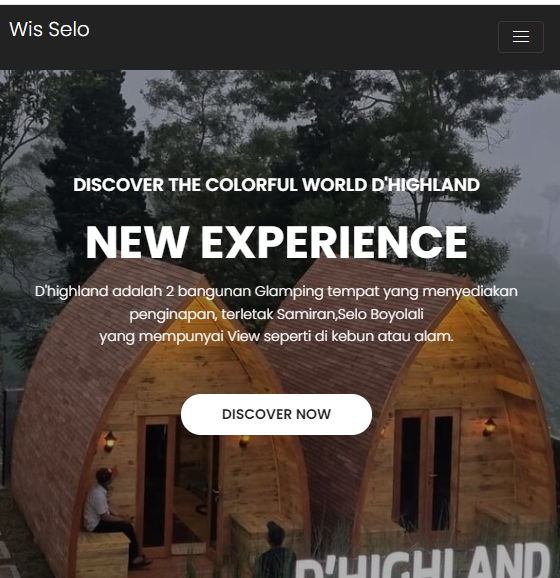 Wis Selo
DISCOVER THE COLORFUL WORLD D'HIGHLAND
NEW EXPERIENCE
D'highland adalah 2 bangunan Glamping tempat yang menyediakan
penginapan, terletak Samiran,Selo Boyolali
yang mempunyai View seperti di kebun atau alam.
DISCOVER NOW
D'HIGHLAND